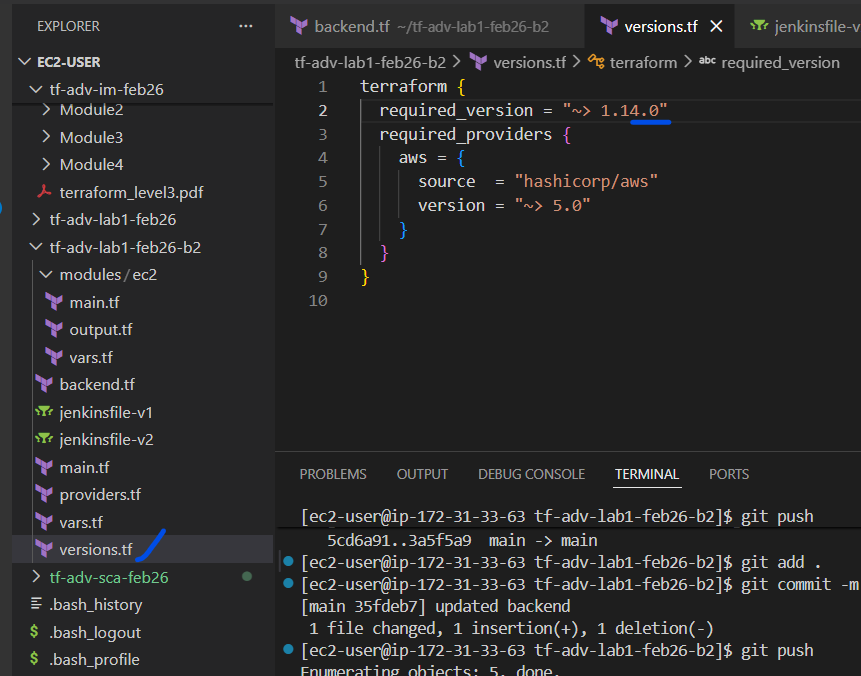 EXPLORER
···
EC2-USER
tf-adv-im-feb26
Module2
Module3
Module4
terraform_level3.pdf
tf-adv-lab1-feb26
tf-adv-lab1-feb26-b2
modules / ec2
main.tf
output.tf
vars.tf
backend.tf
jenkinsfile-v1
jenkinsfile-v2
main.tf
providers.tf
vars.tf
versions.tf
tf-adv-sca-feb26
.bash_history
$ .bash_logout
$ .bash_profile
backend.tf ~/tf-adv-lab1-feb26-b2
versions.tf
jenkinsfile-v
tf-adv-lab1-feb26-b2 > versions.tf > terraform > abc required_version
1 terraform {
2 required_version = "~> 1.14.0"
3 required_providers {
4 aws = {
5 source  = "hashicorp/aws"
6 version = "~> 5.0"
7 }
8 }
9 }
10
PROBLEMS OUTPUT DEBUG CONSOLE TERMINAL PORTS
[ec2-user@ip-172-31-33-63 tf-adv-lab1-feb26-b2]$ git push
5cd6a91..3a5f5a9  main -> main
[ec2-user@ip-172-31-33-63 tf-adv-lab1-feb26-b2]$ git add .
[ec2-user@ip-172-31-33-63 tf-adv-lab1-feb26-b2]$ git commit -m
[main 35fdeb7] updated backend
1 file changed, 1 insertion(+), 1 deletion(-)
[ec2-user@ip-172-31-33-63 tf-adv-lab1-feb26-b2]$ git push
Enumerating objects: 5, done.